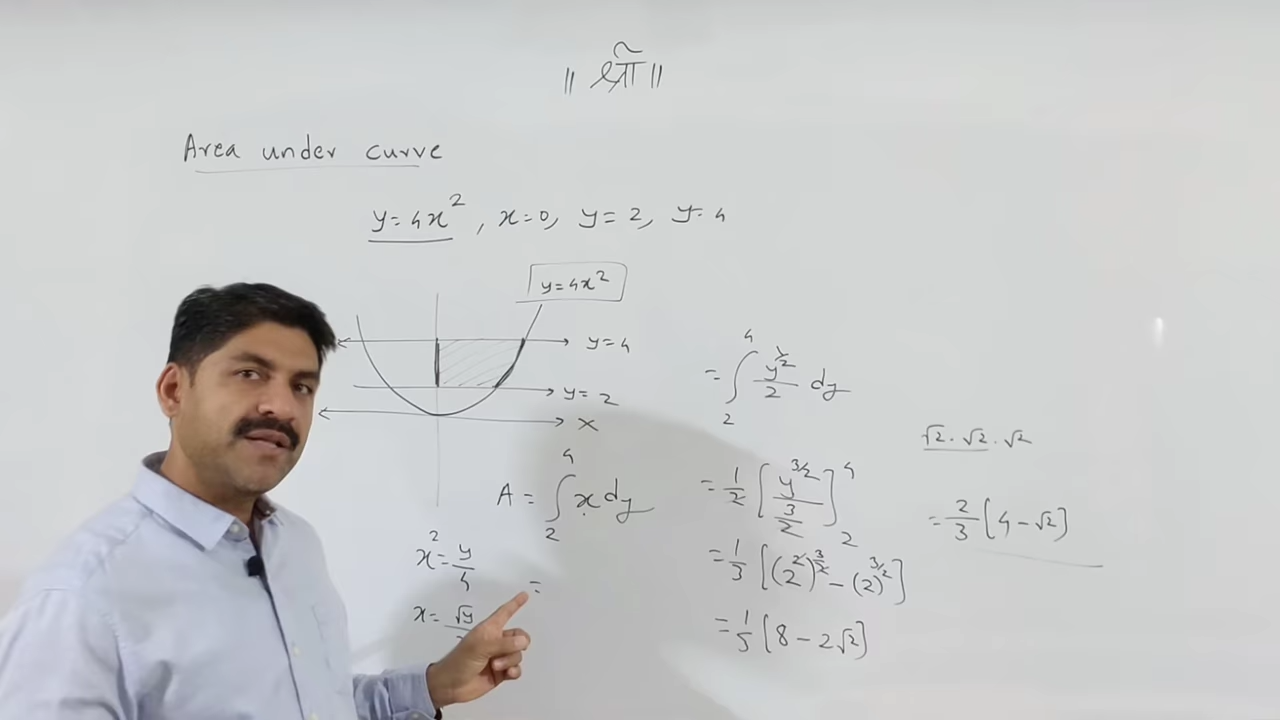 ॥ श्री ॥
Area under curve
y=4x², x=0, y=2, y=4
y=4x²
y=4
y=2
X
A = ∫₂⁴ x dy
x² = y/4
x = √y/2
=
= ∫₂⁴ y^(1/2)/2 dy
= 1/2 [y^(3/2)/(3/2)]₂⁴
= 1/3 [(2²)^(3/2) - (2)^(3/2)]
= 1/3 [8 - 2√2]
√2 . √2 . √2
= 2/3 [4 - √2]